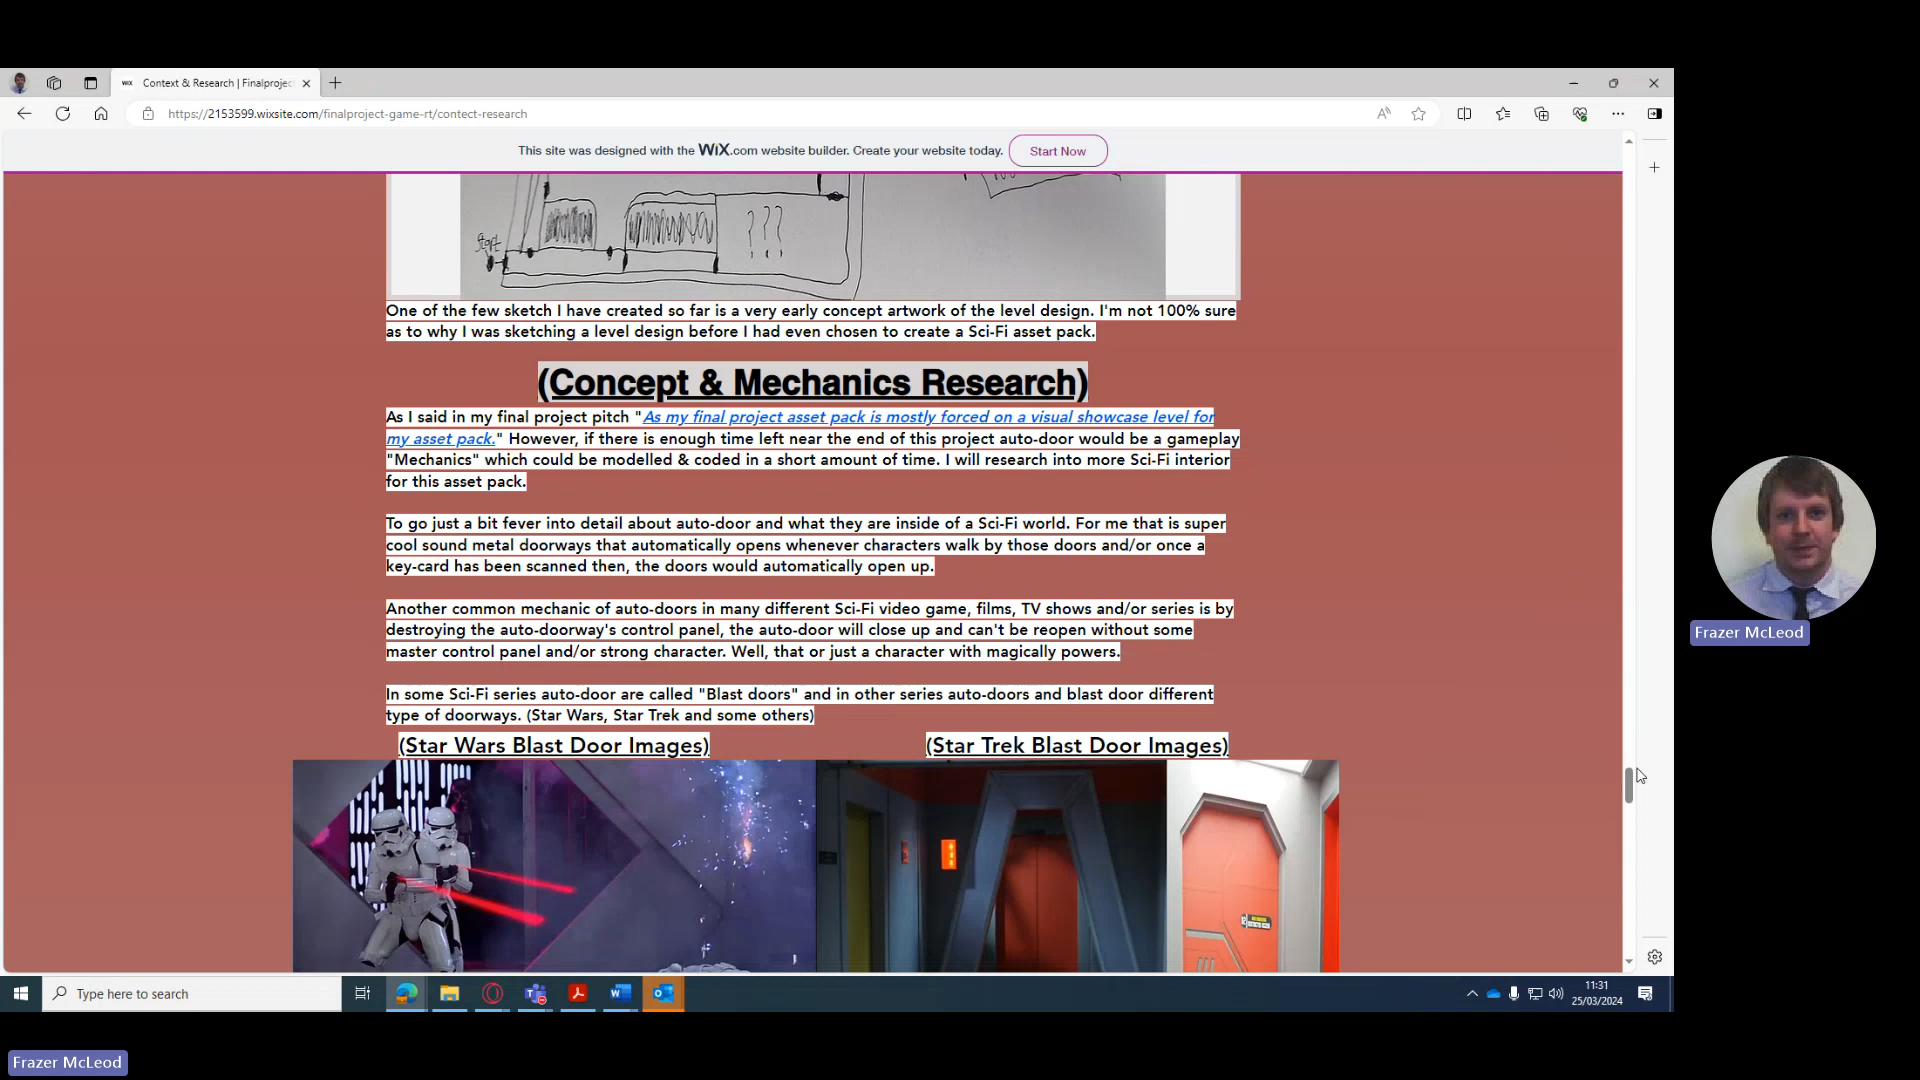 Context & Research | Finalprojec
https://2153599.wixsite.com/finalproject-game-rt/contect-research
This site was designed with the WiX.com website builder. Create your website today. Start Now
Start
???
One of the few sketch I have created so far is a very early concept artwork of the level design. I'm not 100% sure
as to why I was sketching a level design before I had even chosen to create a Sci-Fi asset pack.
(Concept & Mechanics Research)
As I said in my final project pitch "As my final project asset pack is mostly forced on a visual showcase level for
my asset pack." However, if there is enough time left near the end of this project auto-door would be a gameplay
"Mechanics" which could be modelled & coded in a short amount of time. I will research into more Sci-Fi interior
for this asset pack.
To go just a bit fever into detail about auto-door and what they are inside of a Sci-Fi world. For me that is super
cool sound metal doorways that automatically opens whenever characters walk by those doors and/or once a
key-card has been scanned then, the doors would automatically open up.
Another common mechanic of auto-doors in many different Sci-Fi video game, films, TV shows and/or series is by
destroying the auto-doorway's control panel, the auto-door will close up and can't be reopen without some
master control panel and/or strong character. Well, that or just a character with magically powers.
In some Sci-Fi series auto-door are called "Blast doors" and in other series auto-doors and blast door different
type of doorways. (Star Wars, Star Trek and some others)
(Star Wars Blast Door Images) (Star Trek Blast Door Images)
Frazer McLeod
Type here to search
11:31
25/03/2024
Frazer McLeod